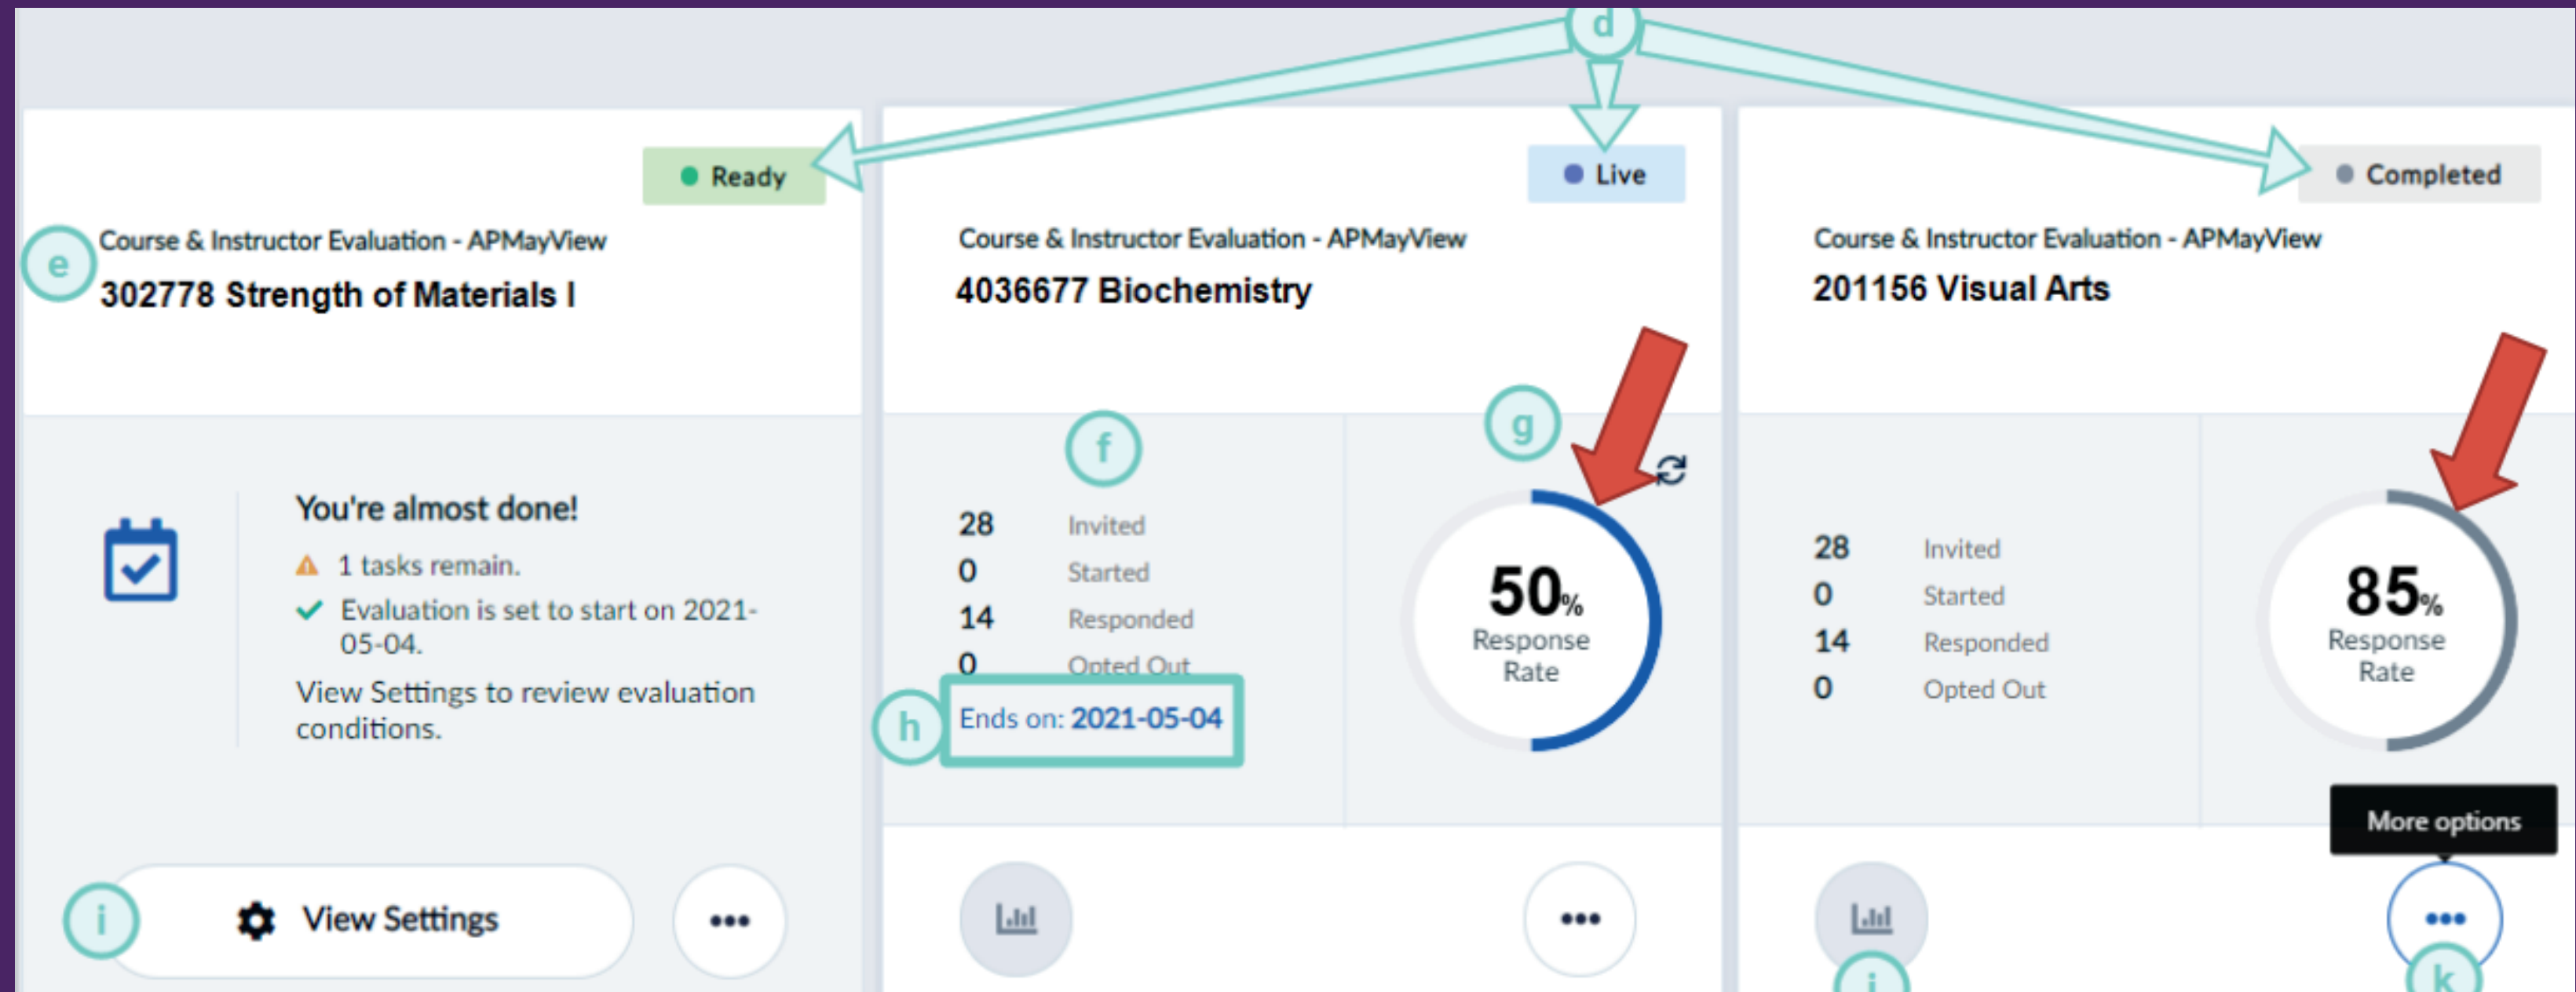 d
Ready
e
Course & Instructor Evaluation - APMayView
302778 Strength of Materials I
You're almost done!
1 tasks remain.
Evaluation is set to start on 2021-
05-04.
View Settings to review evaluation
conditions.
i
View Settings
Live
Course & Instructor Evaluation - APMayView
4036677 Biochemistry
f
g
28 Invited
0 Started
14 Responded
0 Opted Out
h
Ends on: 2021-05-04
50%
Response
Rate
Completed
Course & Instructor Evaluation - APMayView
201156 Visual Arts
28 Invited
0 Started
14 Responded
0 Opted Out
85%
Response
Rate
More options
j
k